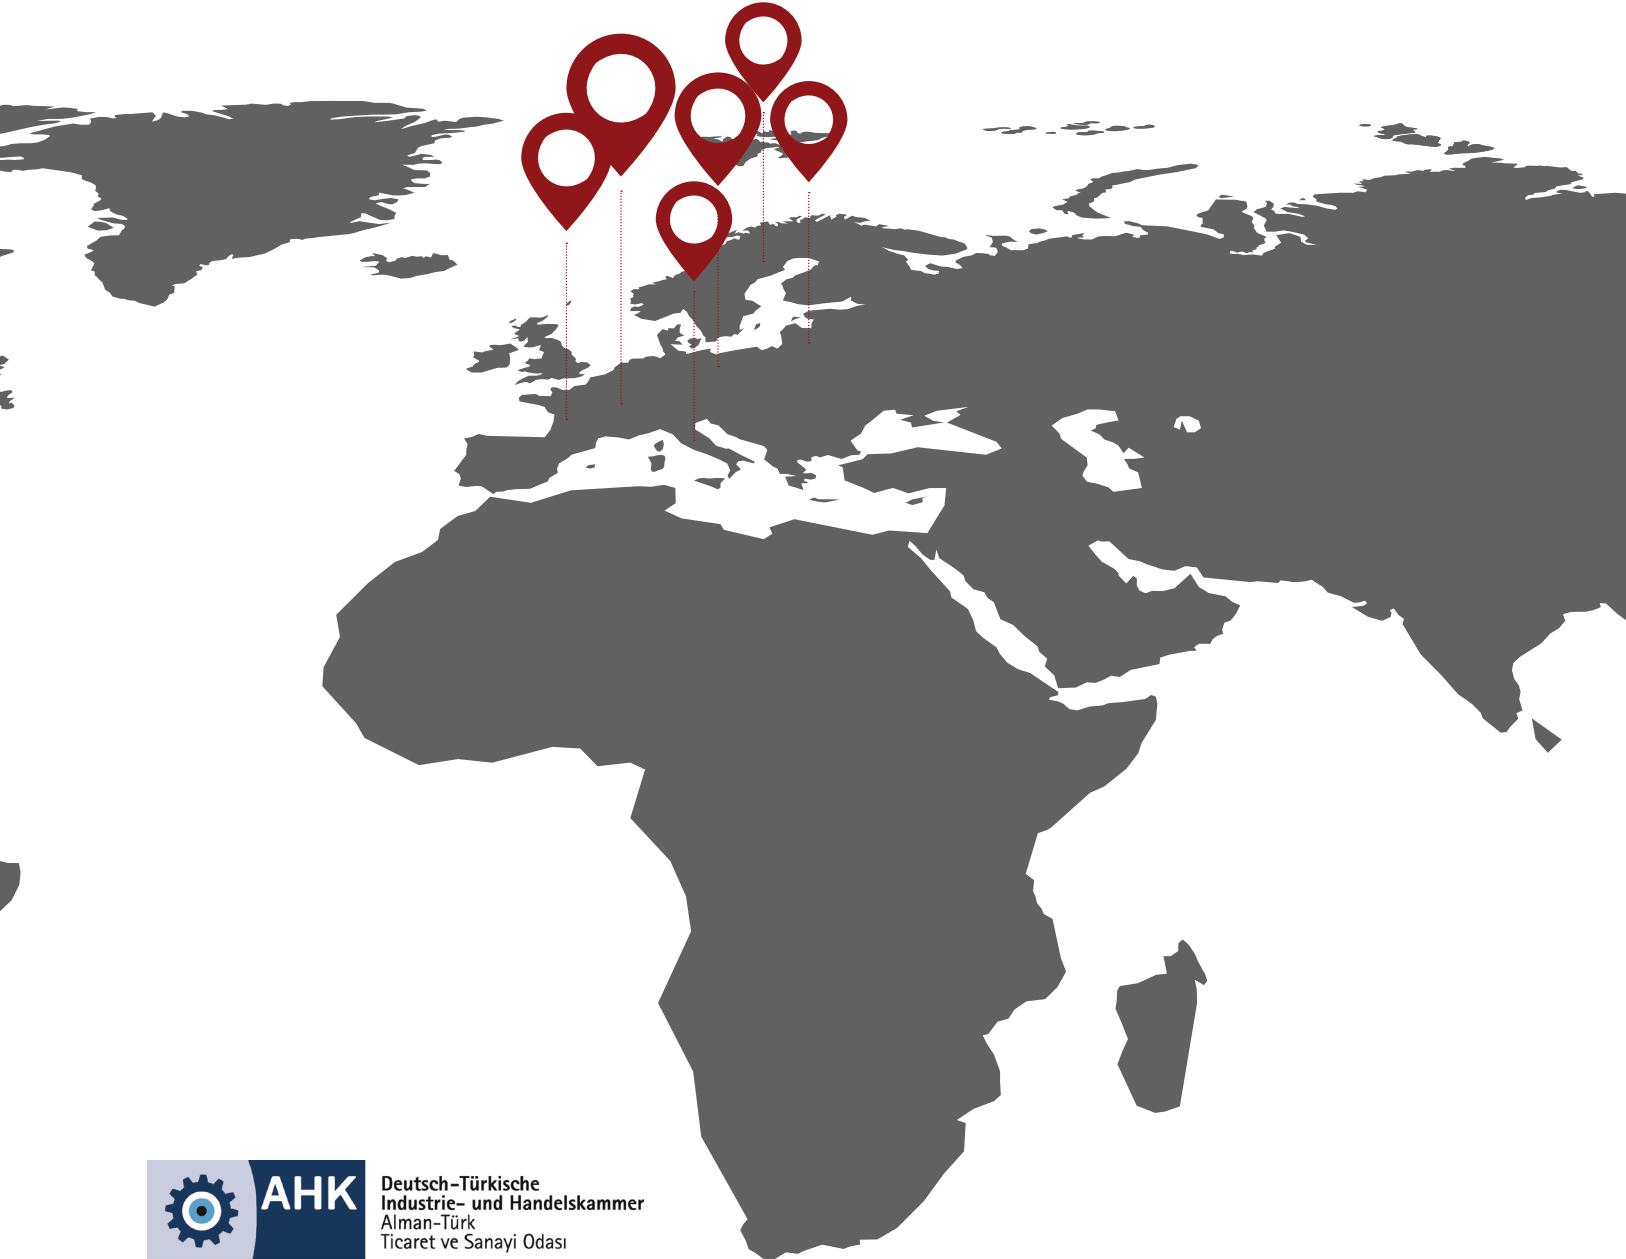 AHK
Deutsch-Türkische
Industrie- und Handelskammer
Alman-Türk
Ticaret ve Sanayi Odası